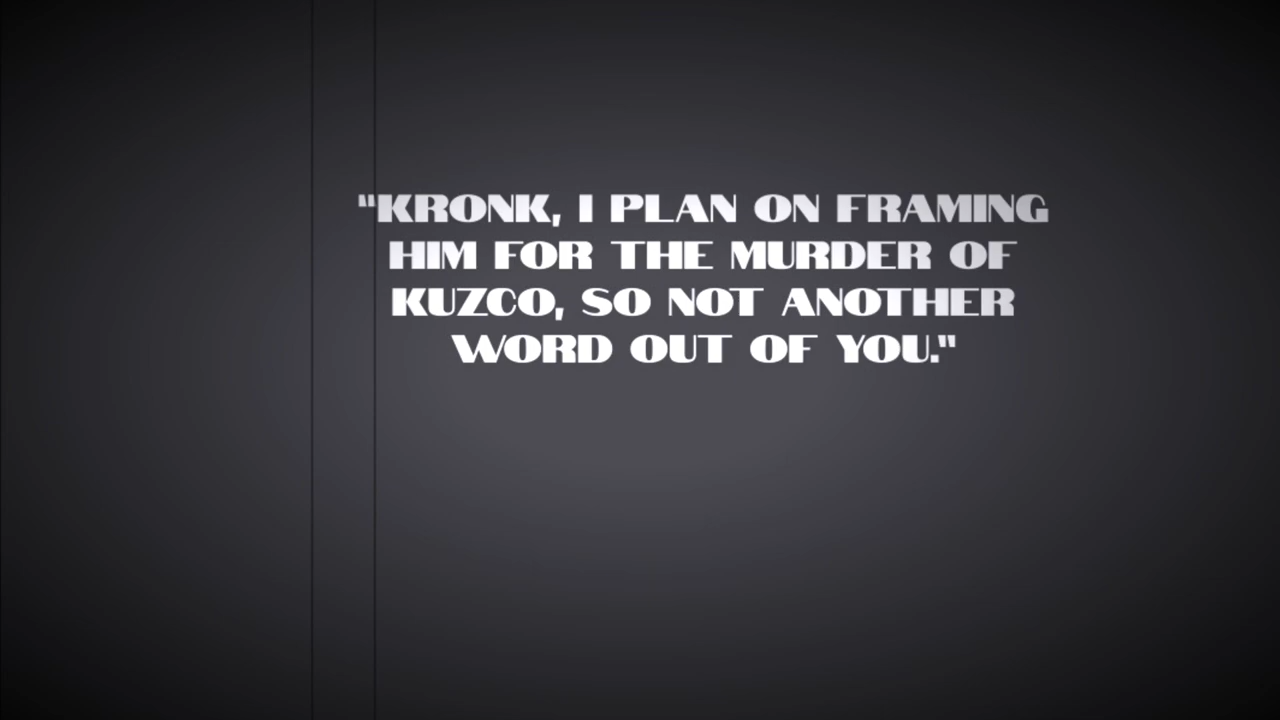 "KRONK, I PLAN ON FRAMING
HIM FOR THE MURDER OF
KUZCO, SO NOT ANOTHER
WORD OUT OF YOU."